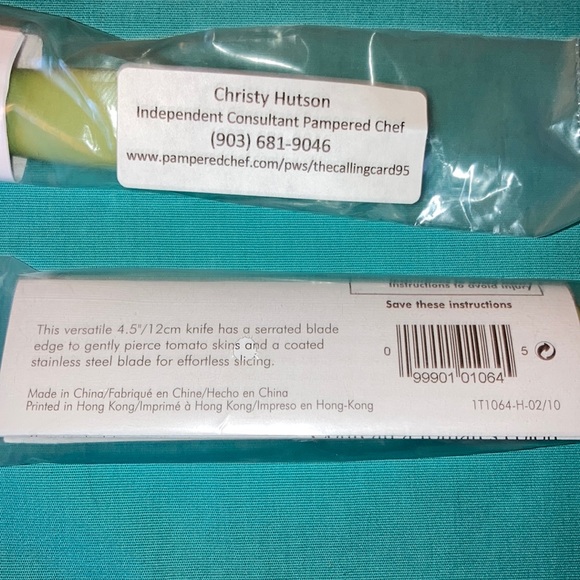 Christy Hutson
Independent Consultant Pampered Chef
(903) 681-9046
www.pamperedchef.com/pws/thecallingcard95
Instructions to avoid injury
Save these instructions
This versatile 4.5"/12cm knife has a serrated blade
edge to gently pierce tomato skins and a coated
stainless steel blade for effortless slicing.
0 99901 01064 5
Made in China/Fabriqué en Chine/Hecho en China
Printed in Hong Kong/Imprimé à Hong Kong/Impreso en Hong-Kong
1T1064-H-02/10